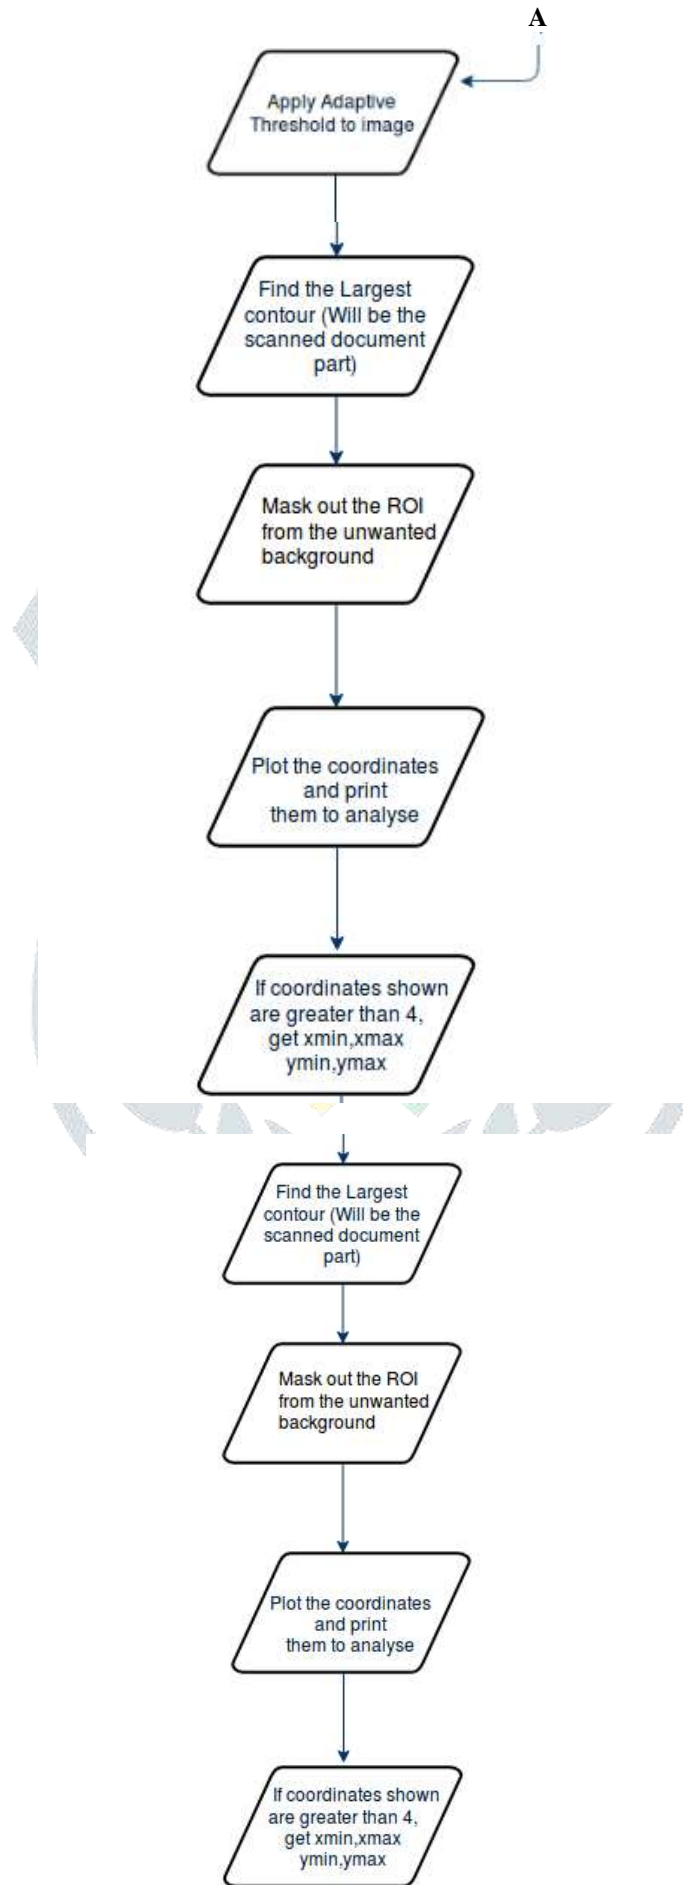 A
Apply Adaptive
Threshold to image
Find the Largest
contour (Will be the
scanned document
part)
Mask out the ROI
from the unwanted
background
Plot the coordinates
and print
them to analyse
If coordinates shown
are greater than 4,
get xmin,xmax
ymin,ymax
Find the Largest
contour (Will be the
scanned document
part)
Mask out the ROI
from the unwanted
background
Plot the coordinates
and print
them to analyse
If coordinates shown
are greater than 4,
get xmin,xmax
ymin,ymax